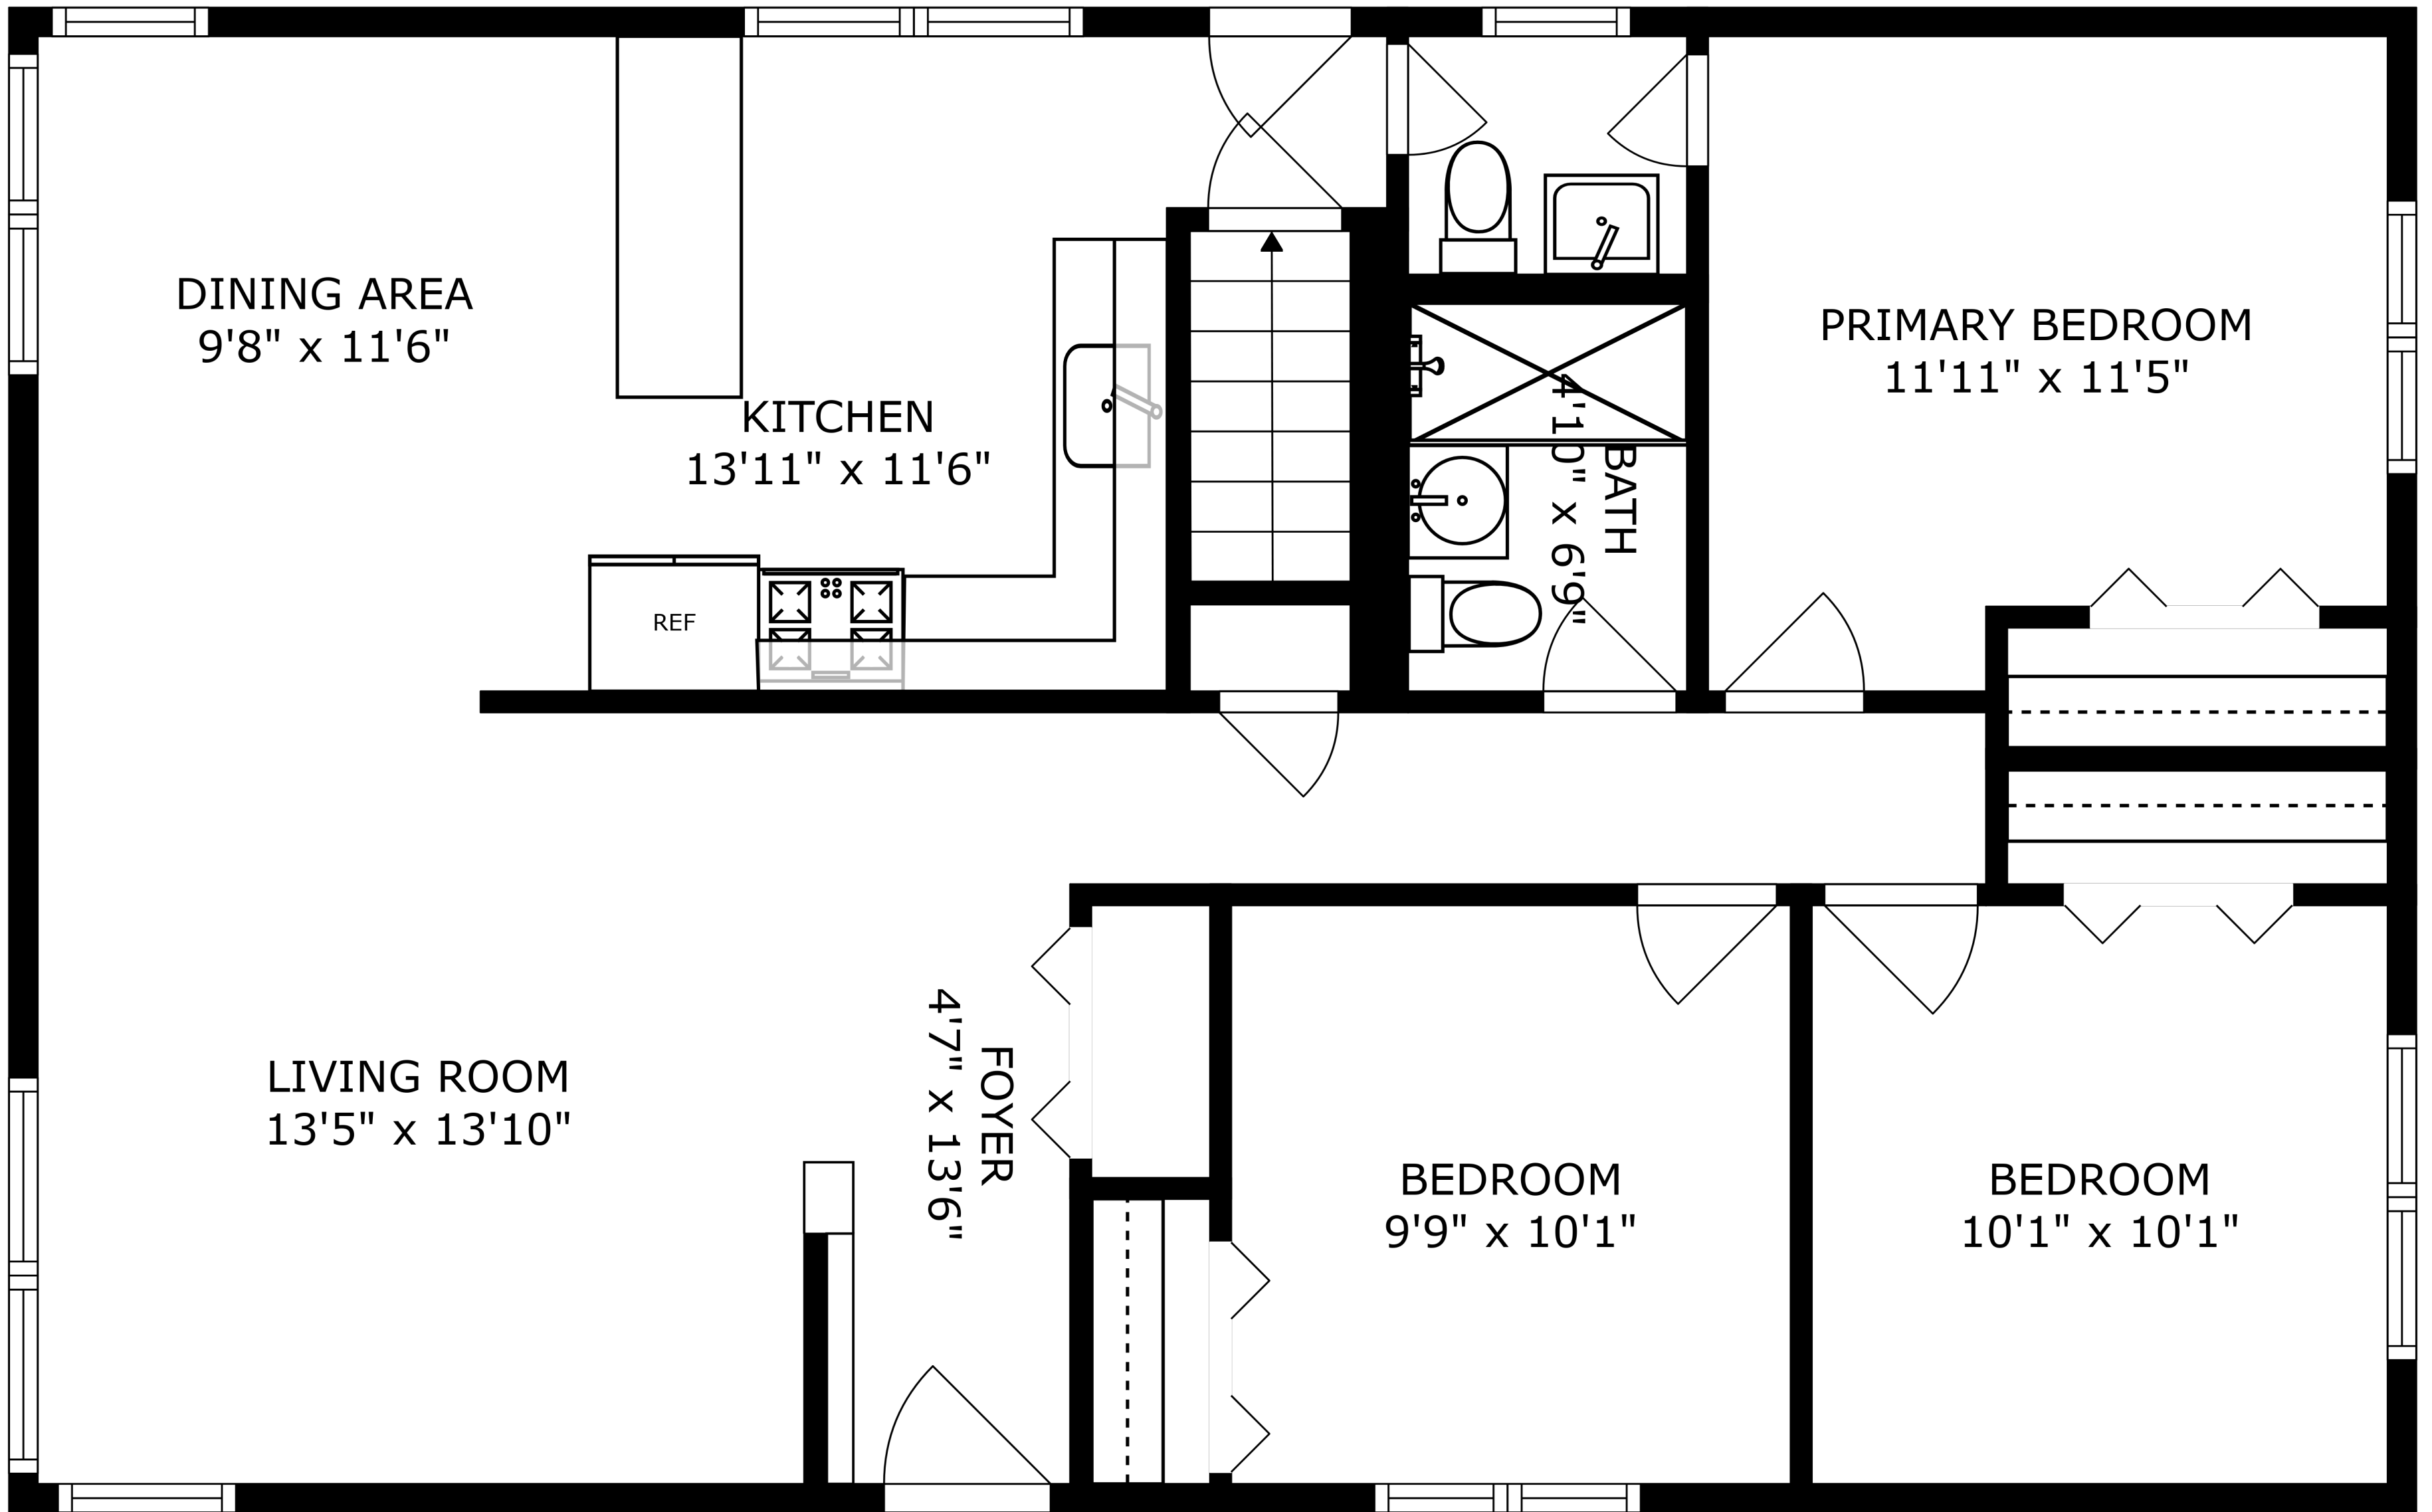 DINING AREA
9'8" x 11'6"
KITCHEN
13'11" x 11'6"
REF
BATH
4'10" x 6'9"
PRIMARY BEDROOM
11'11" x 11'5"
LIVING ROOM
13'5" x 13'10"
FOYER
4'7" x 13'6"
BEDROOM
9'9" x 10'1"
BEDROOM
10'1" x 10'1"